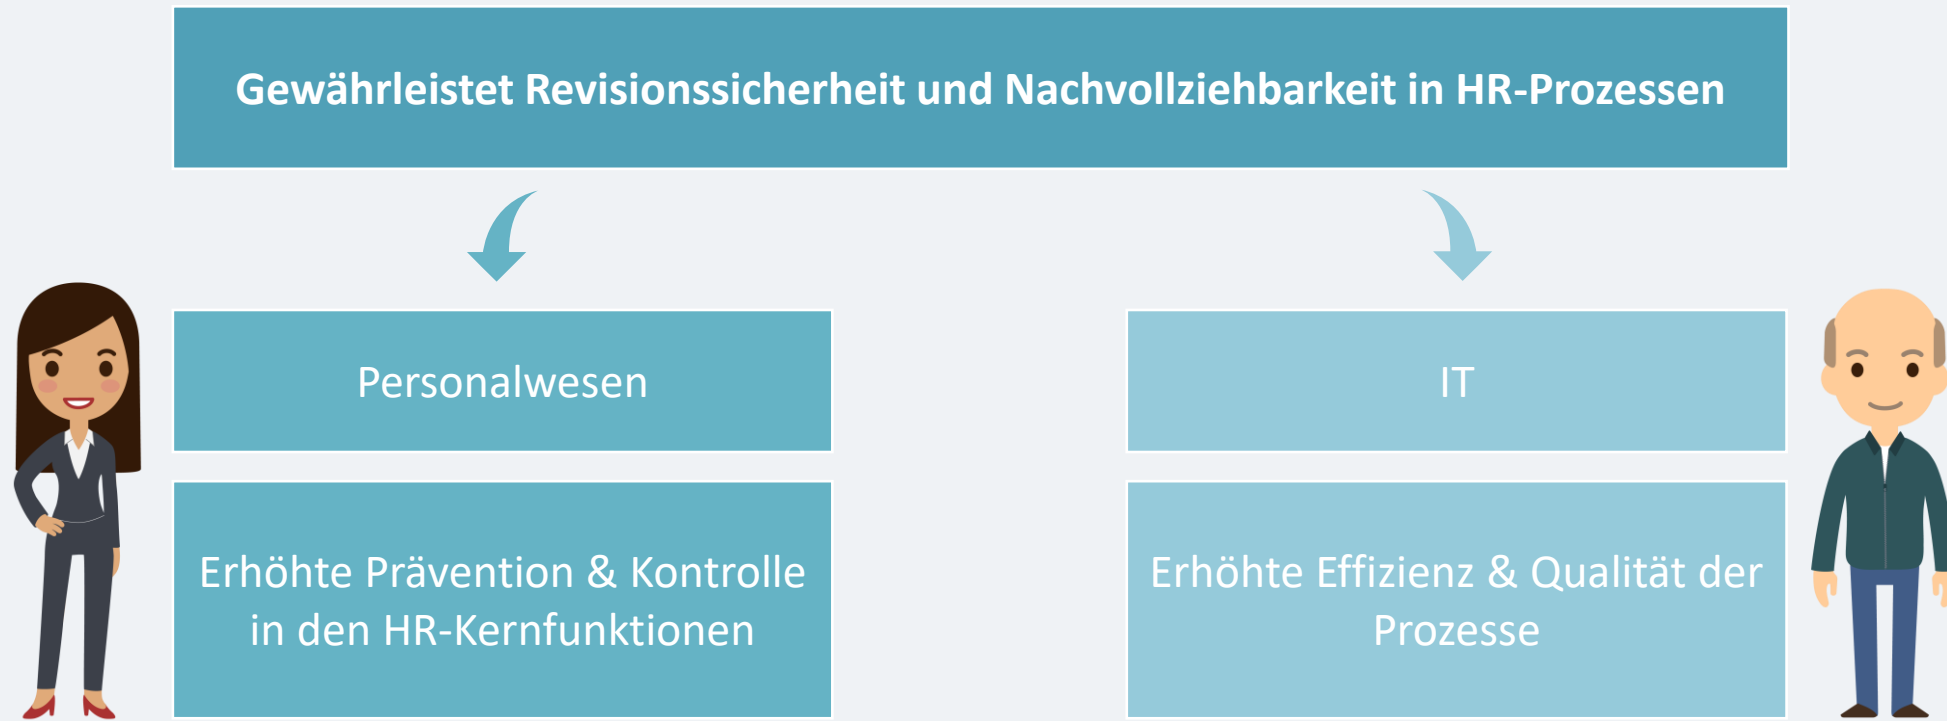 Gewährleistet Revisionssicherheit und Nachvollziehbarkeit in HR-Prozessen
Personalwesen
Erhöhte Prävention & Kontrolle
in den HR-Kernfunktionen
IT
Erhöhte Effizienz & Qualität der
Prozesse